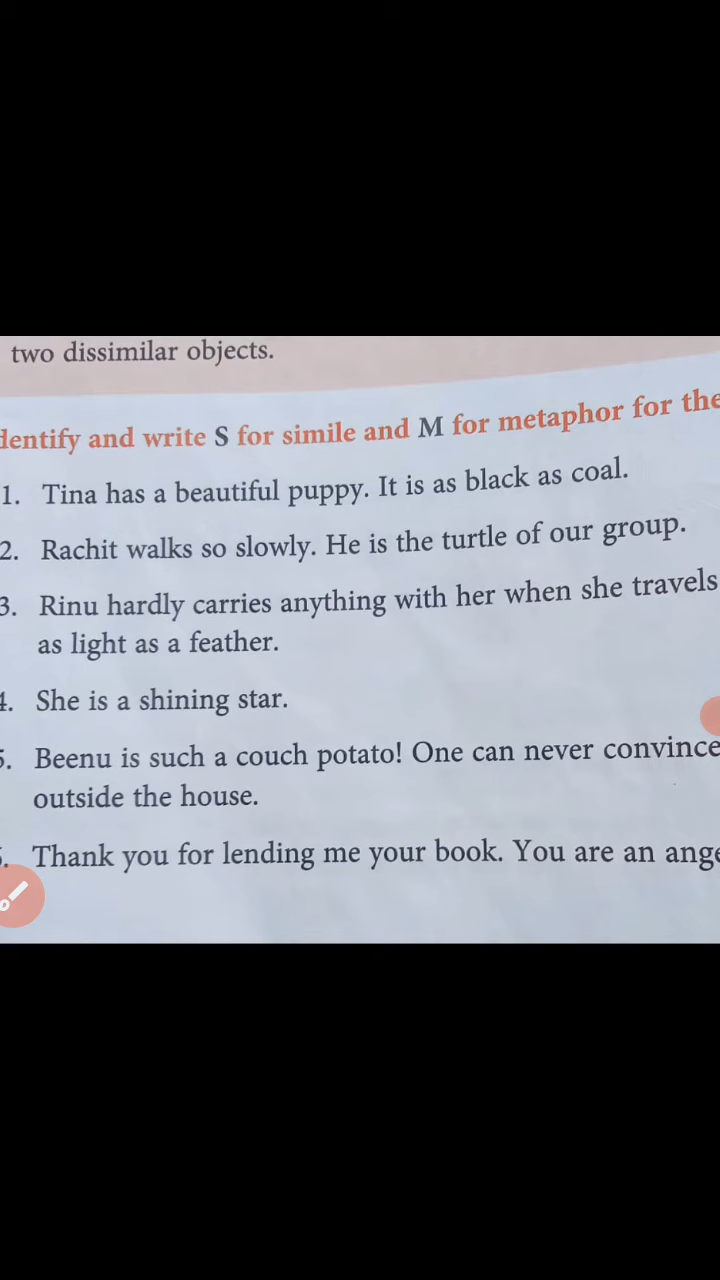 two dissimilar objects.
dentify and write S for simile and M for metaphor for the
1. Tina has a beautiful puppy. It is as black as coal.
2. Rachit walks so slowly. He is the turtle of our group.
3. Rinu hardly carries anything with her when she travels
as light as a feather.
4. She is a shining star.
5. Beenu is such a couch potato! One can never convince
outside the house.
Thank you for lending me your book. You are an ange